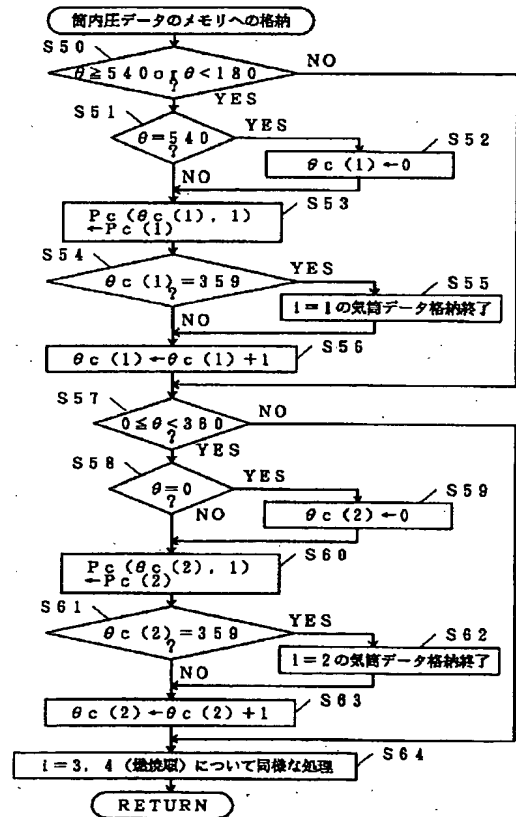 筒内圧データのメモリへの格納
S50
θ≧540orθ<180
?
NO
YES
S51
θ=540
?
YES
S52
θc(1)←0
NO
S53
Pc(θc(1),1)
←Pc(1)
S54
θc(1)=359
?
YES
S55
i=1の気筒データ格納終了
NO
S56
θc(1)←θc(1)+1
S57
0≦θ<360
?
NO
YES
S58
θ=0
?
YES
S59
θc(2)←0
NO
S60
Pc(θc(2),1)
←Pc(2)
S61
θc(2)=359
?
YES
S62
i=2の気筒データ格納終了
NO
S63
θc(2)←θc(2)+1
S64
i=3,4(燃焼順)について同様な処理
RETURN